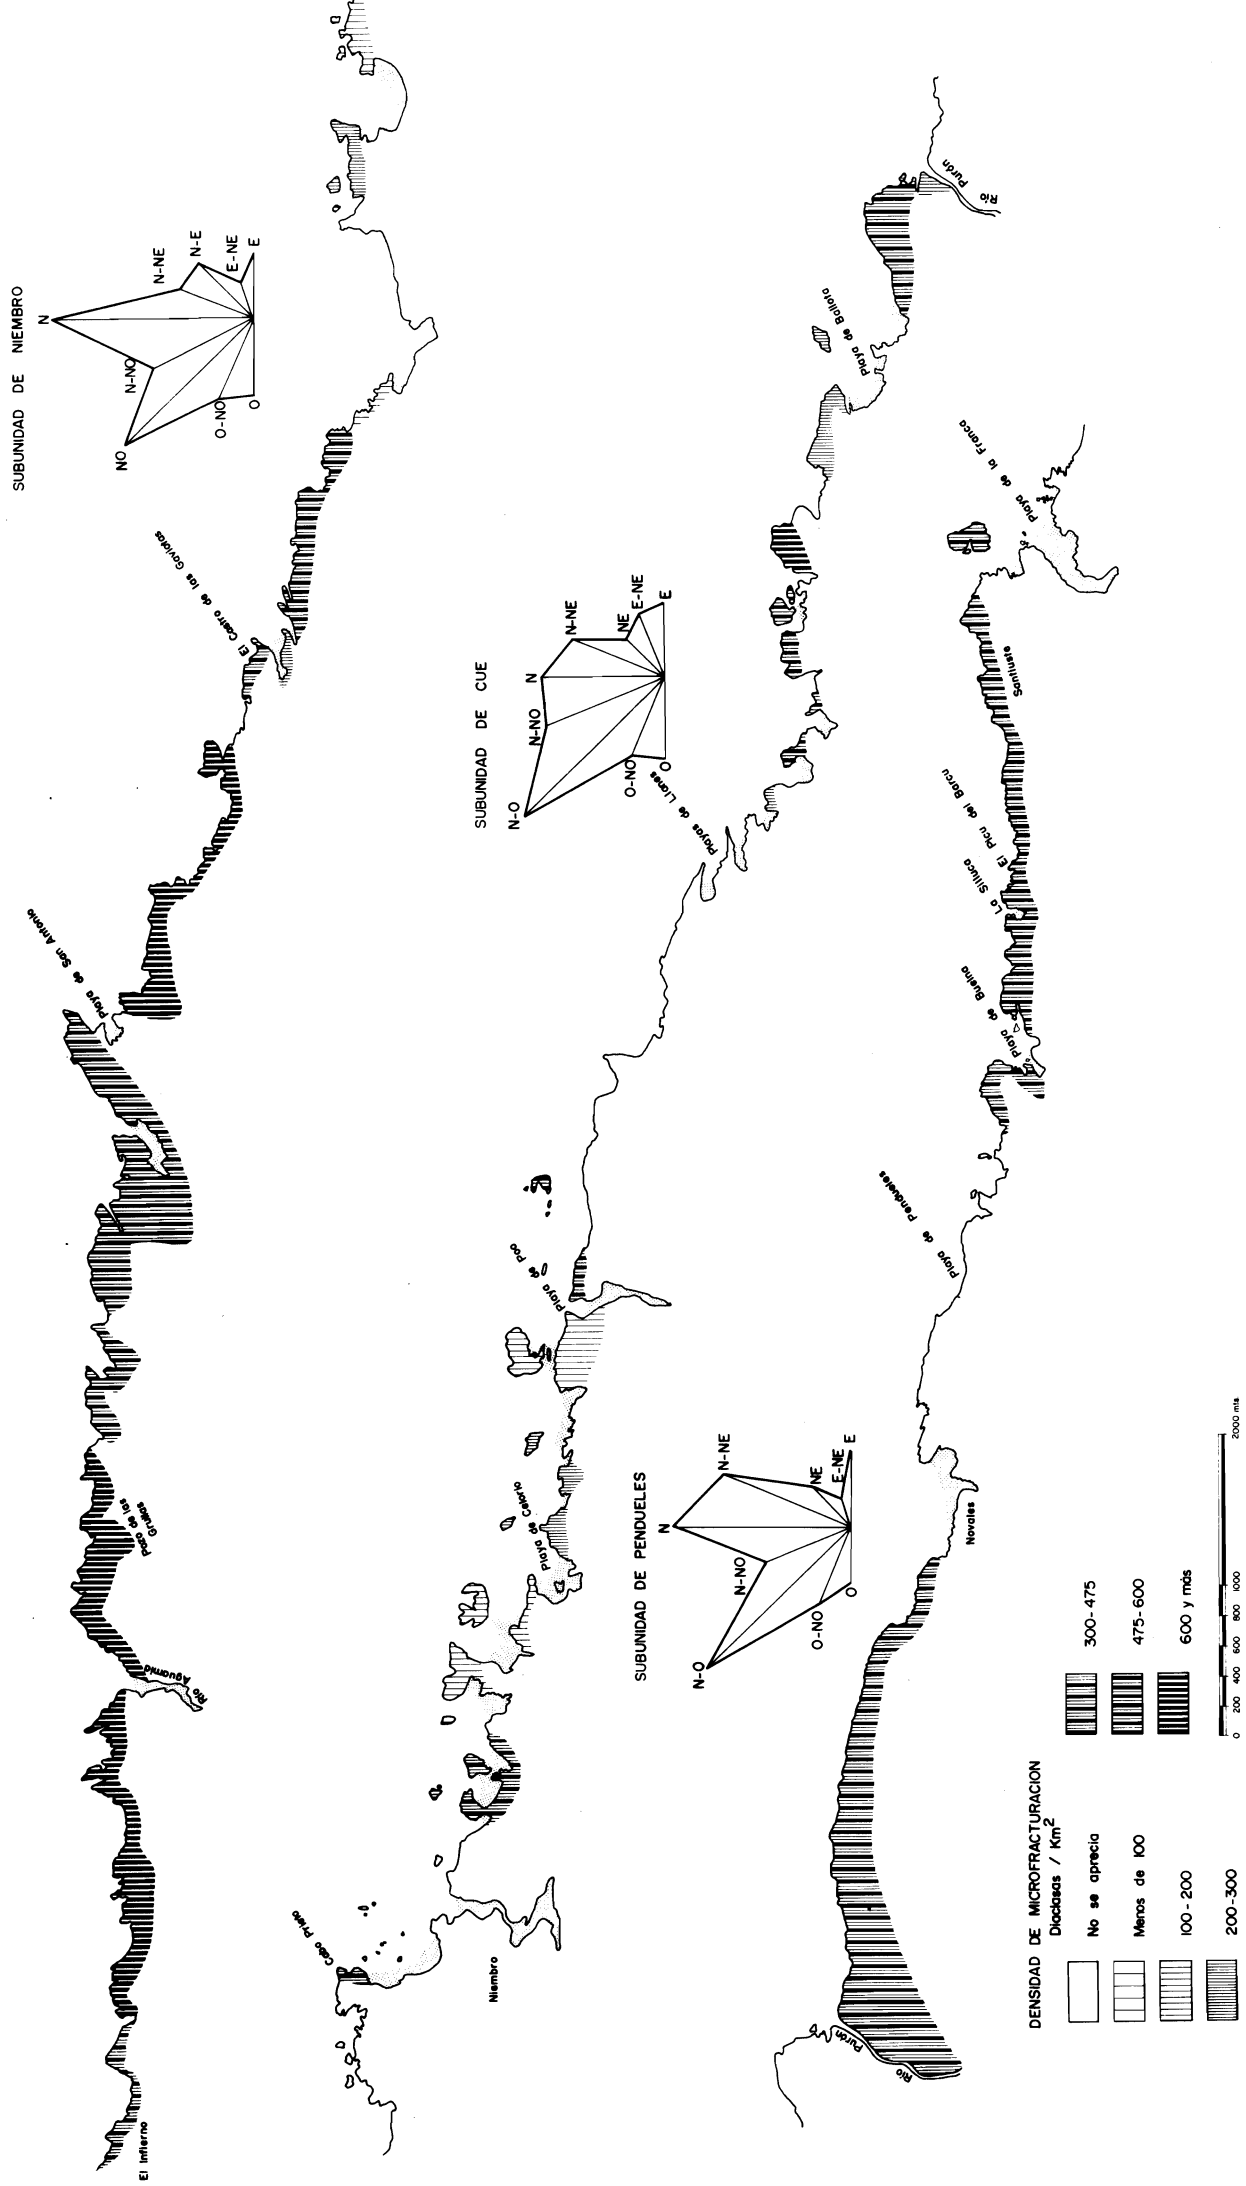 SUBUNIDAD DE NIEMBRO
NO
N-NO
N
N-NE
N-E
E-NE
E
O-NO
O
El Infierno
Río Aguamía
Pozo de las
Grullas
Playa de San Antonio
El Castro de las Gaviotas
SUBUNIDAD DE CUE
N-O
N-NO
N
N-NE
NE
E-NE
E
O-NO
O
Cabo Prieto
Niembro
Playa de Celorio
Playa de Poo
Playas de Llanes
Playa de Ballota
Río Purón
SUBUNIDAD DE PENDUELES
N-O
N-NO
N
N-NE
NE
E-NE
E
O-NO
O
Río Purón
Novales
Playa de Pendueles
Playa de Buelna
La Silluca
El Picu del Barcu
Santiuste
Playa de la Franca
DENSIDAD DE MICROFRACTURACION
Diaclasas / Km2
No se aprecia
Menos de 100
100-200
200-300
300-475
475-600
600 y más
0 200 400 800 1000 2000 mts